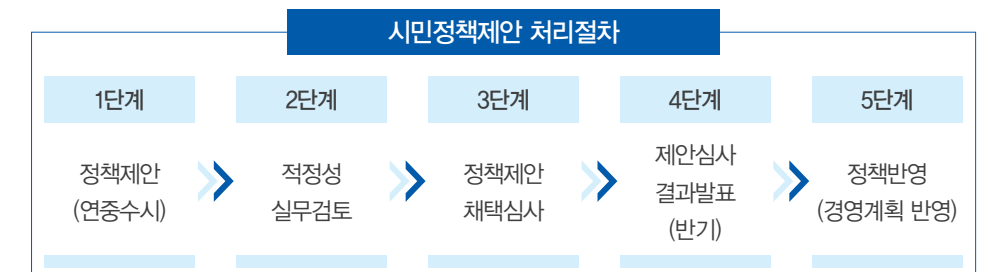 시민정책제안 처리절차
1단계
2단계
3단계
4단계
5단계
정책제안
(연중수시)
적정성
실무검토
정책제안
채택심사
제안심사
결과발표
(반기)
정책반영
(경영계획 반영)